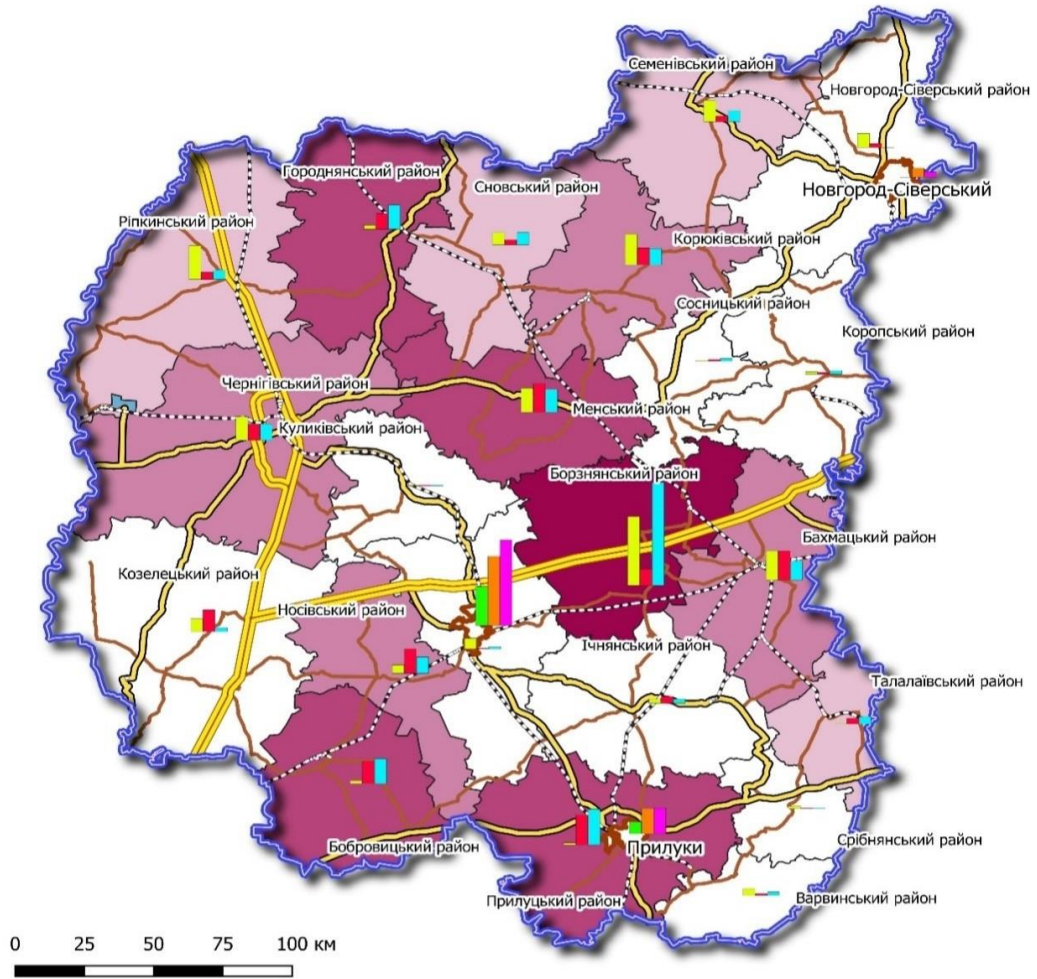 Семенівський район
Новгород-Сіверський район
Городнянський район
Сновський район
Новгород-Сіверський
Ріпкинський район
Корюківський район
Сосницький район
Коропський район
Чернігівський район
Менський район
Куликівський район
Борзнянський район
Бахмацький район
Козелецький район
Носівський район
Ічнянський район
Талалаївський район
Срібнянський район
Бобровицький район
Прилуки
Прилуцький район
Варвинський район
0 25 50 75 100 км